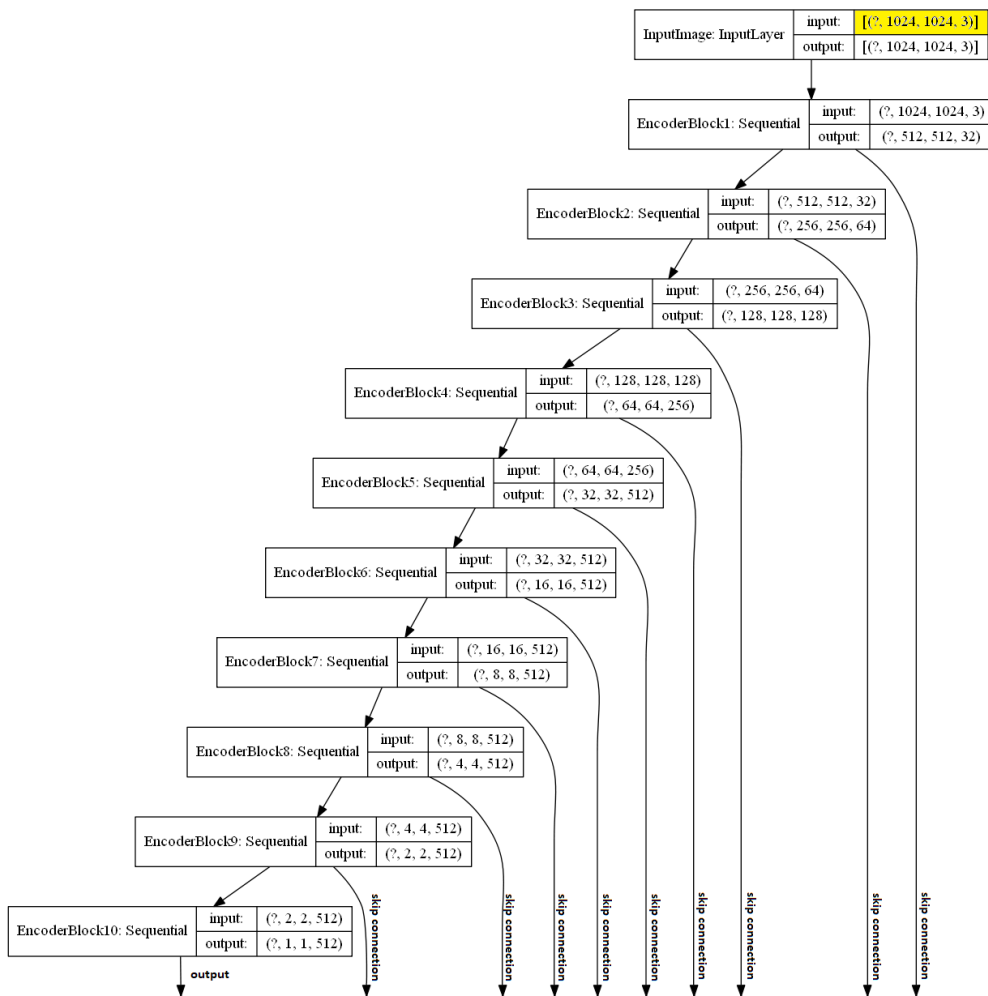 InputImage: InputLayer
input: [(?, 1024, 1024, 3)]
output: [(?, 1024, 1024, 3)]
EncoderBlock1: Sequential
input: (?, 1024, 1024, 3)
output: (?, 512, 512, 32)
EncoderBlock2: Sequential
input: (?, 512, 512, 32)
output: (?, 256, 256, 64)
EncoderBlock3: Sequential
input: (?, 256, 256, 64)
output: (?, 128, 128, 128)
EncoderBlock4: Sequential
input: (?, 128, 128, 128)
output: (?, 64, 64, 256)
EncoderBlock5: Sequential
input: (?, 64, 64, 256)
output: (?, 32, 32, 512)
EncoderBlock6: Sequential
input: (?, 32, 32, 512)
output: (?, 16, 16, 512)
EncoderBlock7: Sequential
input: (?, 16, 16, 512)
output: (?, 8, 8, 512)
EncoderBlock8: Sequential
input: (?, 8, 8, 512)
output: (?, 4, 4, 512)
EncoderBlock9: Sequential
input: (?, 4, 4, 512)
output: (?, 2, 2, 512)
EncoderBlock10: Sequential
input: (?, 2, 2, 512)
output: (?, 1, 1, 512)
output
skip connection
skip connection
skip connection
skip connection
skip connection
skip connection
skip connection
skip connection
skip connection